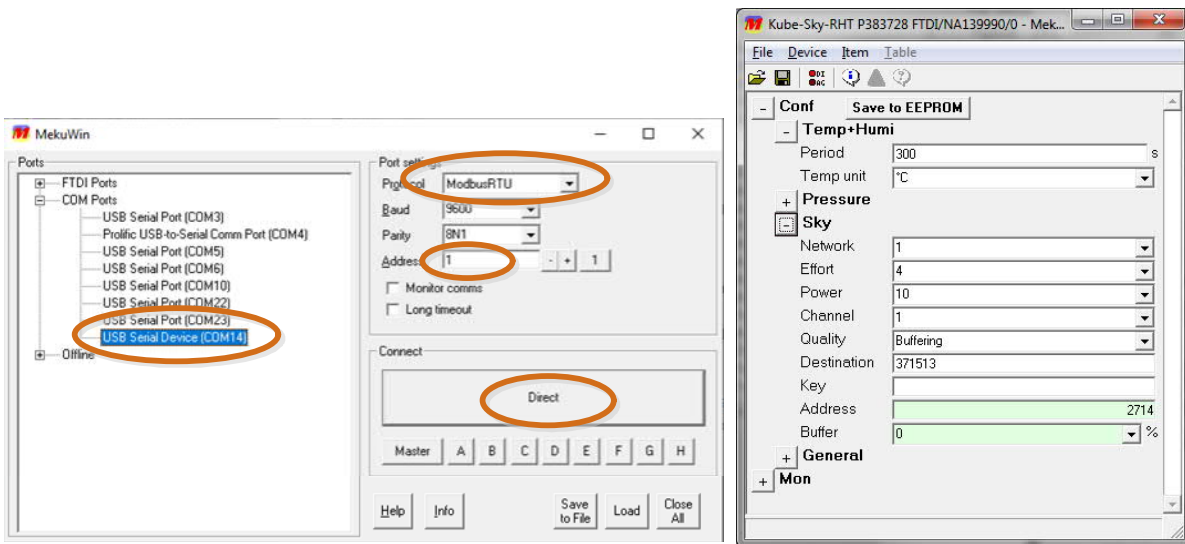 MekuWin
Ports
FTDI Ports
COM Ports
USB Serial Port (COM3)
Prolific USB-to-Serial Comm Port (COM4)
USB Serial Port (COM5)
USB Serial Port (COM6)
USB Serial Port (COM10)
USB Serial Port (COM22)
USB Serial Port (COM23)
USB Serial Device (COM14)
Offline
Port settings
Protocol ModbusRTU
Baud 9600
Parity 8N1
Address 1 - + 1
Monitor comms
Long timeout
Connect
Direct
Master A B C D E F G H
Help Info Save to File Load Close All
Kube-Sky-RHT P383728 FTDI/NA139990/0 - Mek...
File Device Item Table
Conf Save to EEPROM
Temp+Humi
Period 300 s
Temp unit °C
Pressure
Sky
Network 1
Effort 4
Power 10
Channel 1
Quality Buffering
Destination 371513
Key
Address 2714
Buffer 0 %
General
Mon